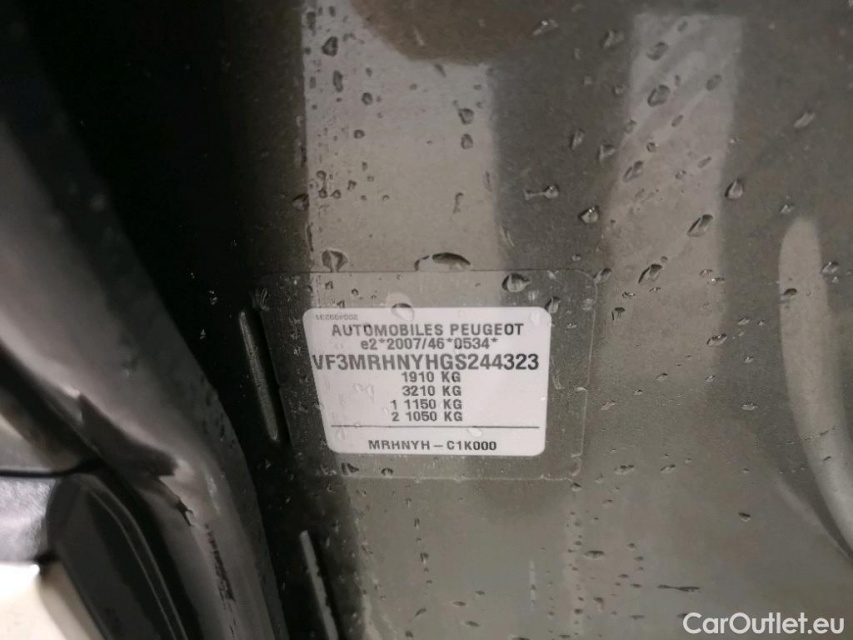 AUTOMOBILES PEUGEOT
e2*2007/46*0534*
VF3MRHNYHGS244323
1910 KG
3210 KG
1 1150 KG
2 1050 KG
MRHNYH-C1K000
CarOutlet.eu